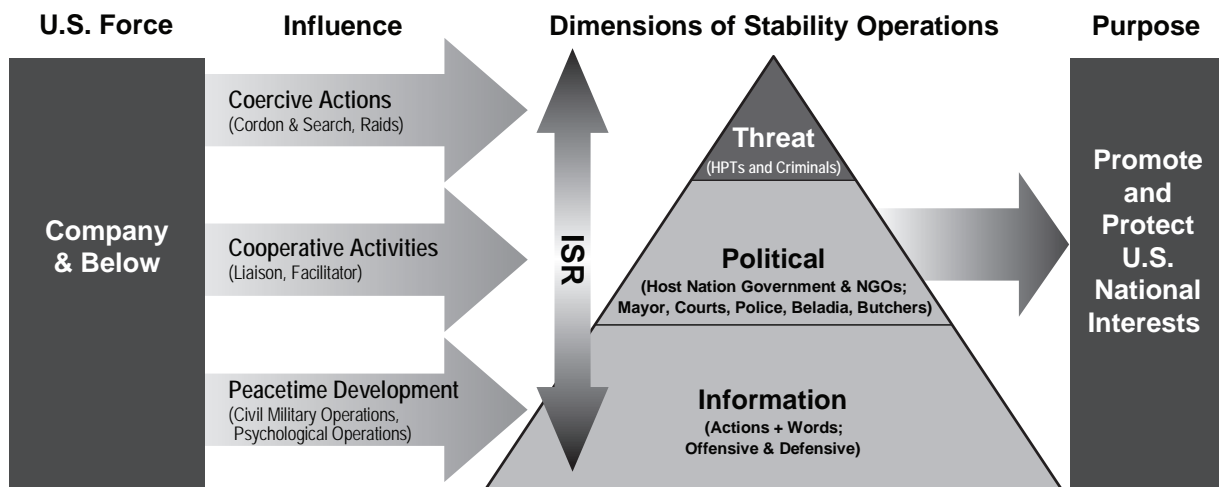 U.S. Force
Influence
Dimensions of Stability Operations
Purpose
Company
& Below
Coercive Actions
(Cordon & Search, Raids)
Cooperative Activities
(Liaison, Facilitator)
Peacetime Development
(Civil Military Operations,
Psychological Operations)
ISR
Threat
(HPTs and Criminals)
Political
(Host Nation Government & NGOs;
Mayor, Courts, Police, Beladia, Butchers)
Information
(Actions + Words;
Offensive & Defensive)
Promote
and
Protect
U.S.
National
Interests